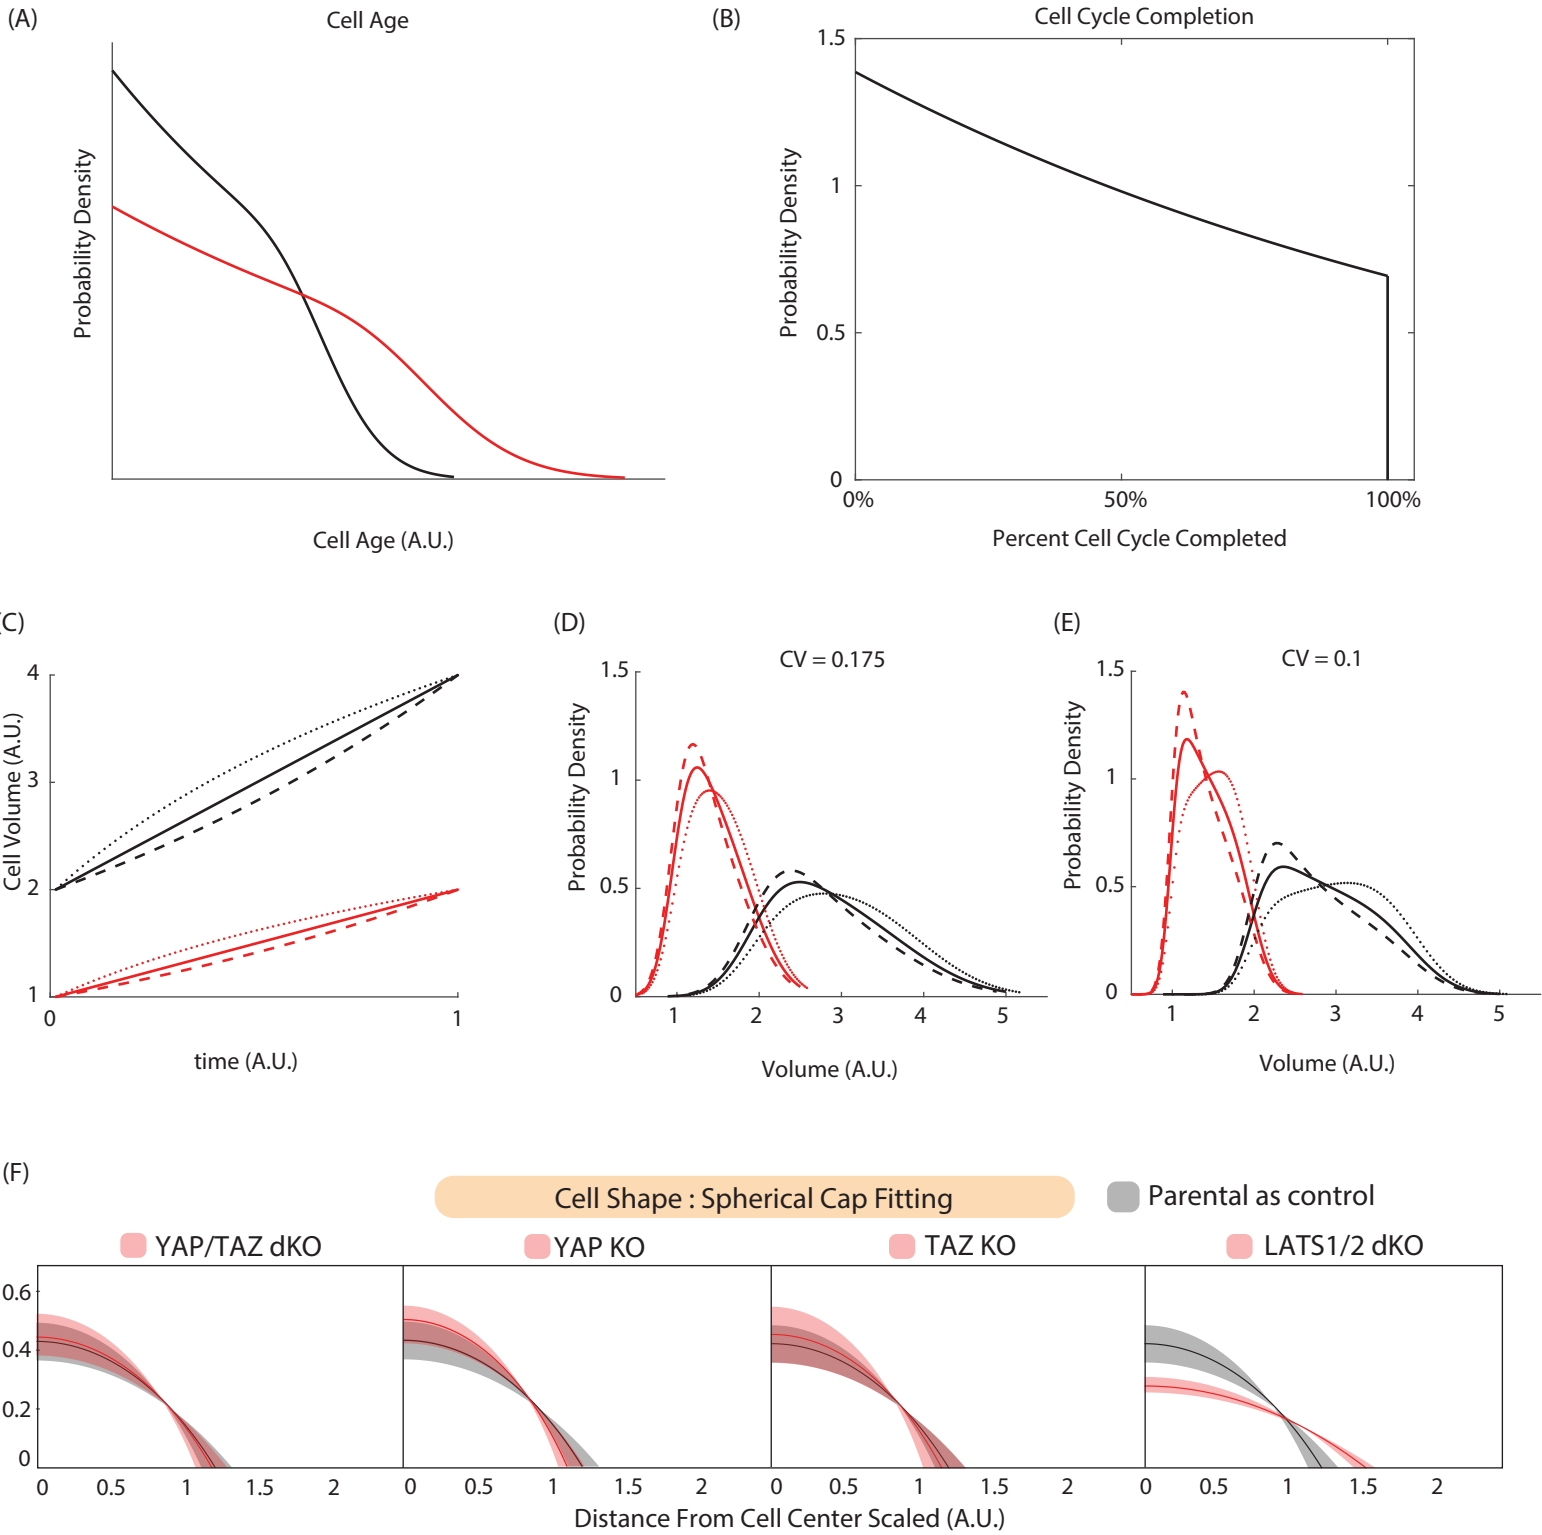 (A)
Cell Age
Probability Density
Cell Age (A.U.)
(B)
Cell Cycle Completion
Probability Density
1.5
1
0.5
0
0% 50% 100%
Percent Cell Cycle Completed
(C)
Cell Volume (A.U.)
4
3
2
1
0 1
time (A.U.)
(D)
CV = 0.175
Probability Density
1.5
1
0.5
0
1 2 3 4 5
Volume (A.U.)
(E)
CV = 0.1
Probability Density
1.5
1
0.5
0
1 2 3 4 5
Volume (A.U.)
(F)
Cell Shape : Spherical Cap Fitting
Parental as control
YAP/TAZ dKO
YAP KO
TAZ KO
LATS1/2 dKO
0.6
0.4
0.2
0
0 0.5 1 1.5 2
0 0.5 1 1.5 2
0 0.5 1 1.5 2
0 0.5 1 1.5 2
Distance From Cell Center Scaled (A.U.)